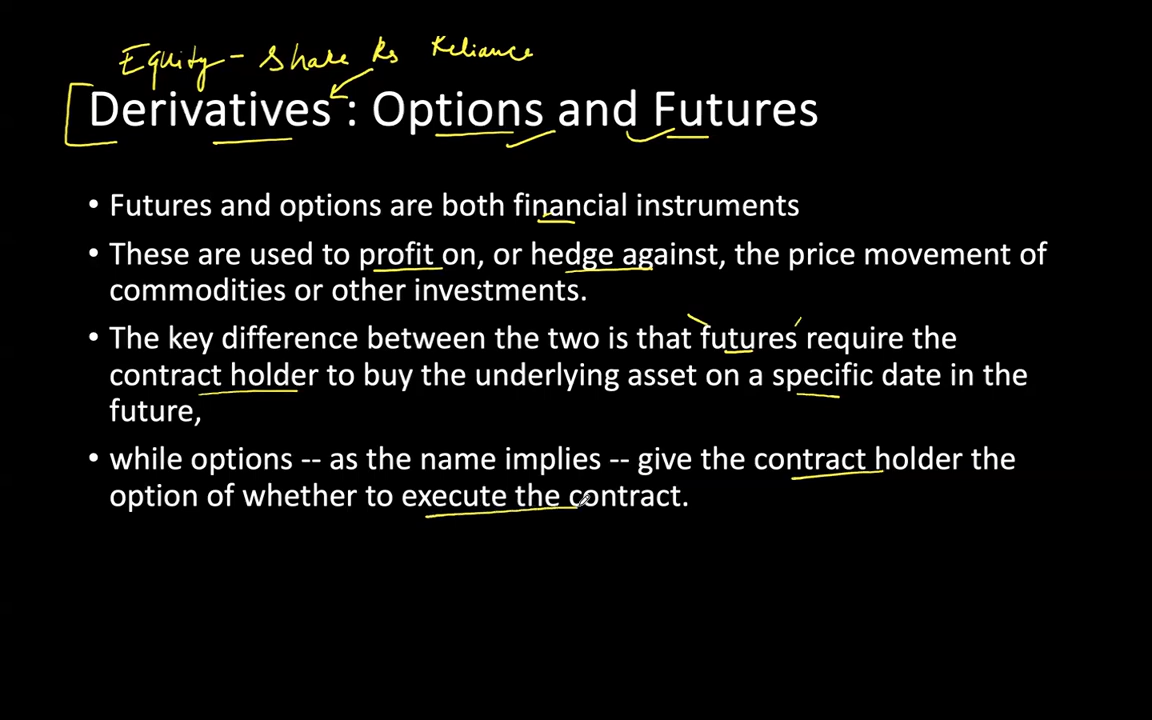 Equity - Share Rs Reliance
Derivatives : Options and Futures
• Futures and options are both financial instruments
• These are used to profit on, or hedge against, the price movement of
commodities or other investments.
• The key difference between the two is that futures require the
contract holder to buy the underlying asset on a specific date in the
future,
• while options -- as the name implies -- give the contract holder the
option of whether to execute the contract.